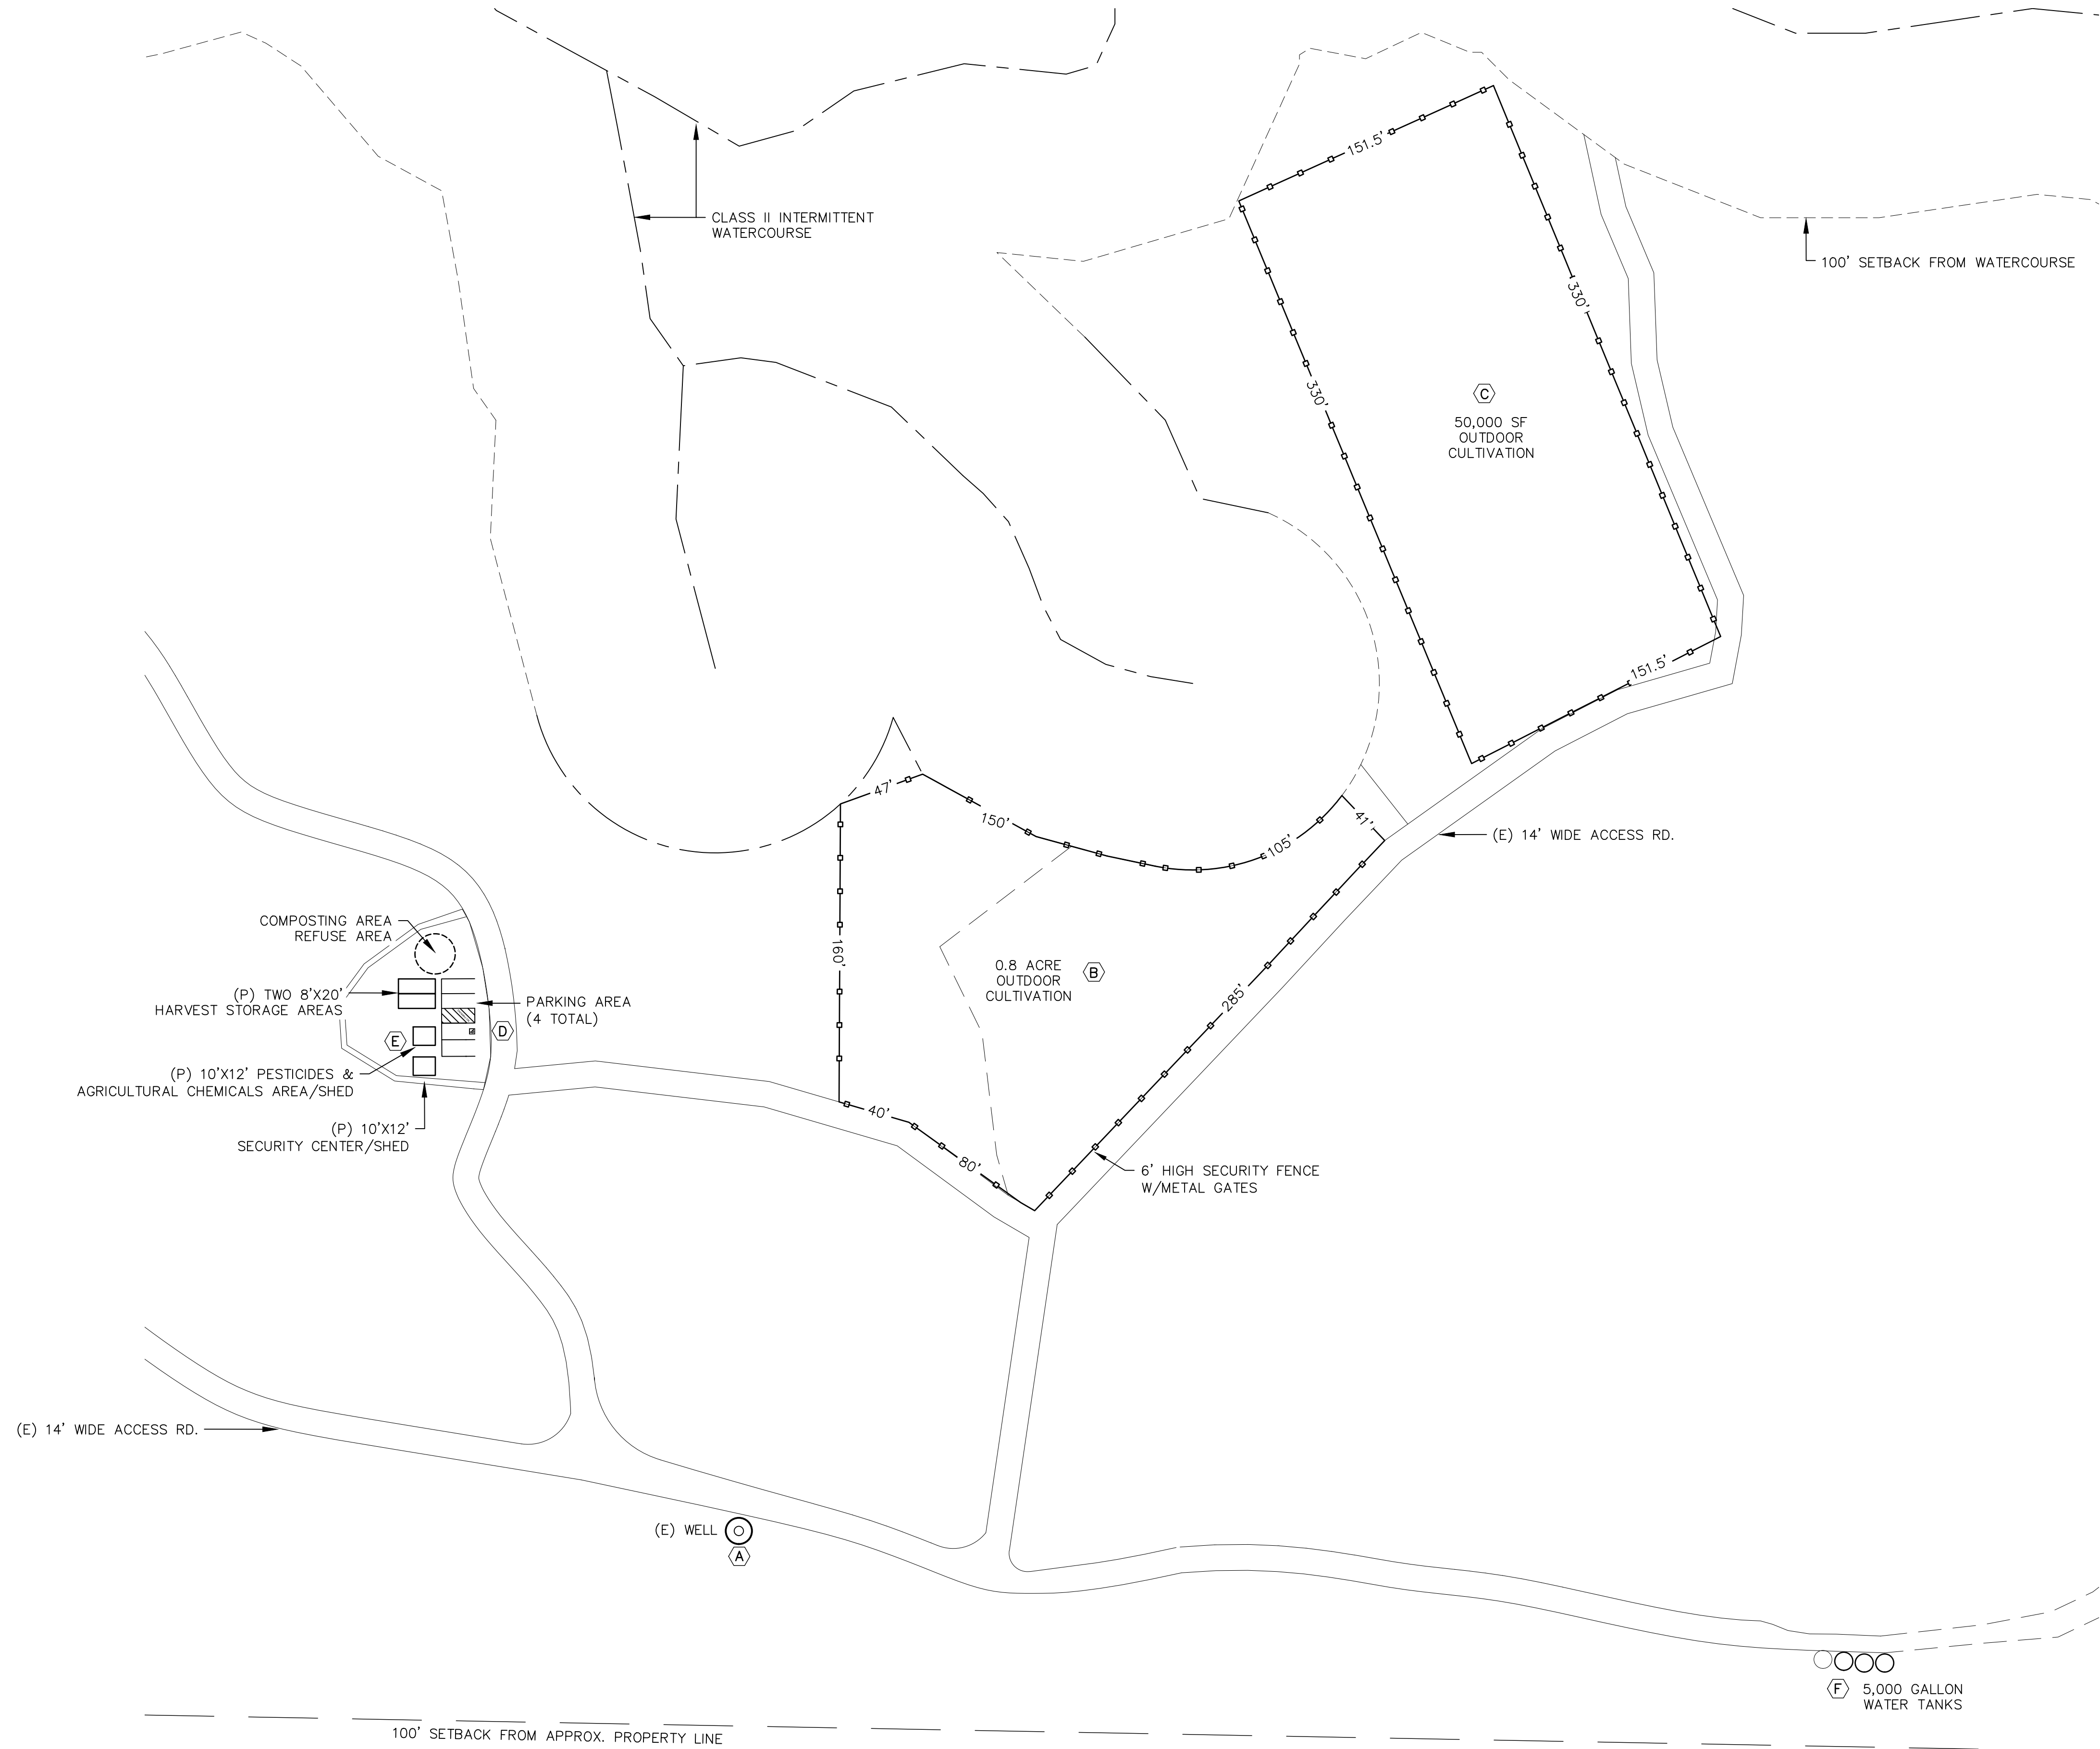 151.5'
CLASS II INTERMITTENT
WATERCOURSE
100' SETBACK FROM WATERCOURSE
330'
330'
C
50,000 SF
OUTDOOR
CULTIVATION
151.5'
47'
150'
105'
41'
(E) 14' WIDE ACCESS RD.
160'
0.8 ACRE
OUTDOOR
CULTIVATION
B
285'
COMPOSTING AREA
REFUSE AREA
(P) TWO 8'X20'
HARVEST STORAGE AREAS
PARKING AREA
(4 TOTAL)
D
E
(P) 10'X12' PESTICIDES &
AGRICULTURAL CHEMICALS AREA/SHED
(P) 10'X12'
SECURITY CENTER/SHED
40'
80'
6' HIGH SECURITY FENCE
W/METAL GATES
(E) 14' WIDE ACCESS RD.
(E) WELL
A
F
5,000 GALLON
WATER TANKS
100' SETBACK FROM APPROX. PROPERTY LINE